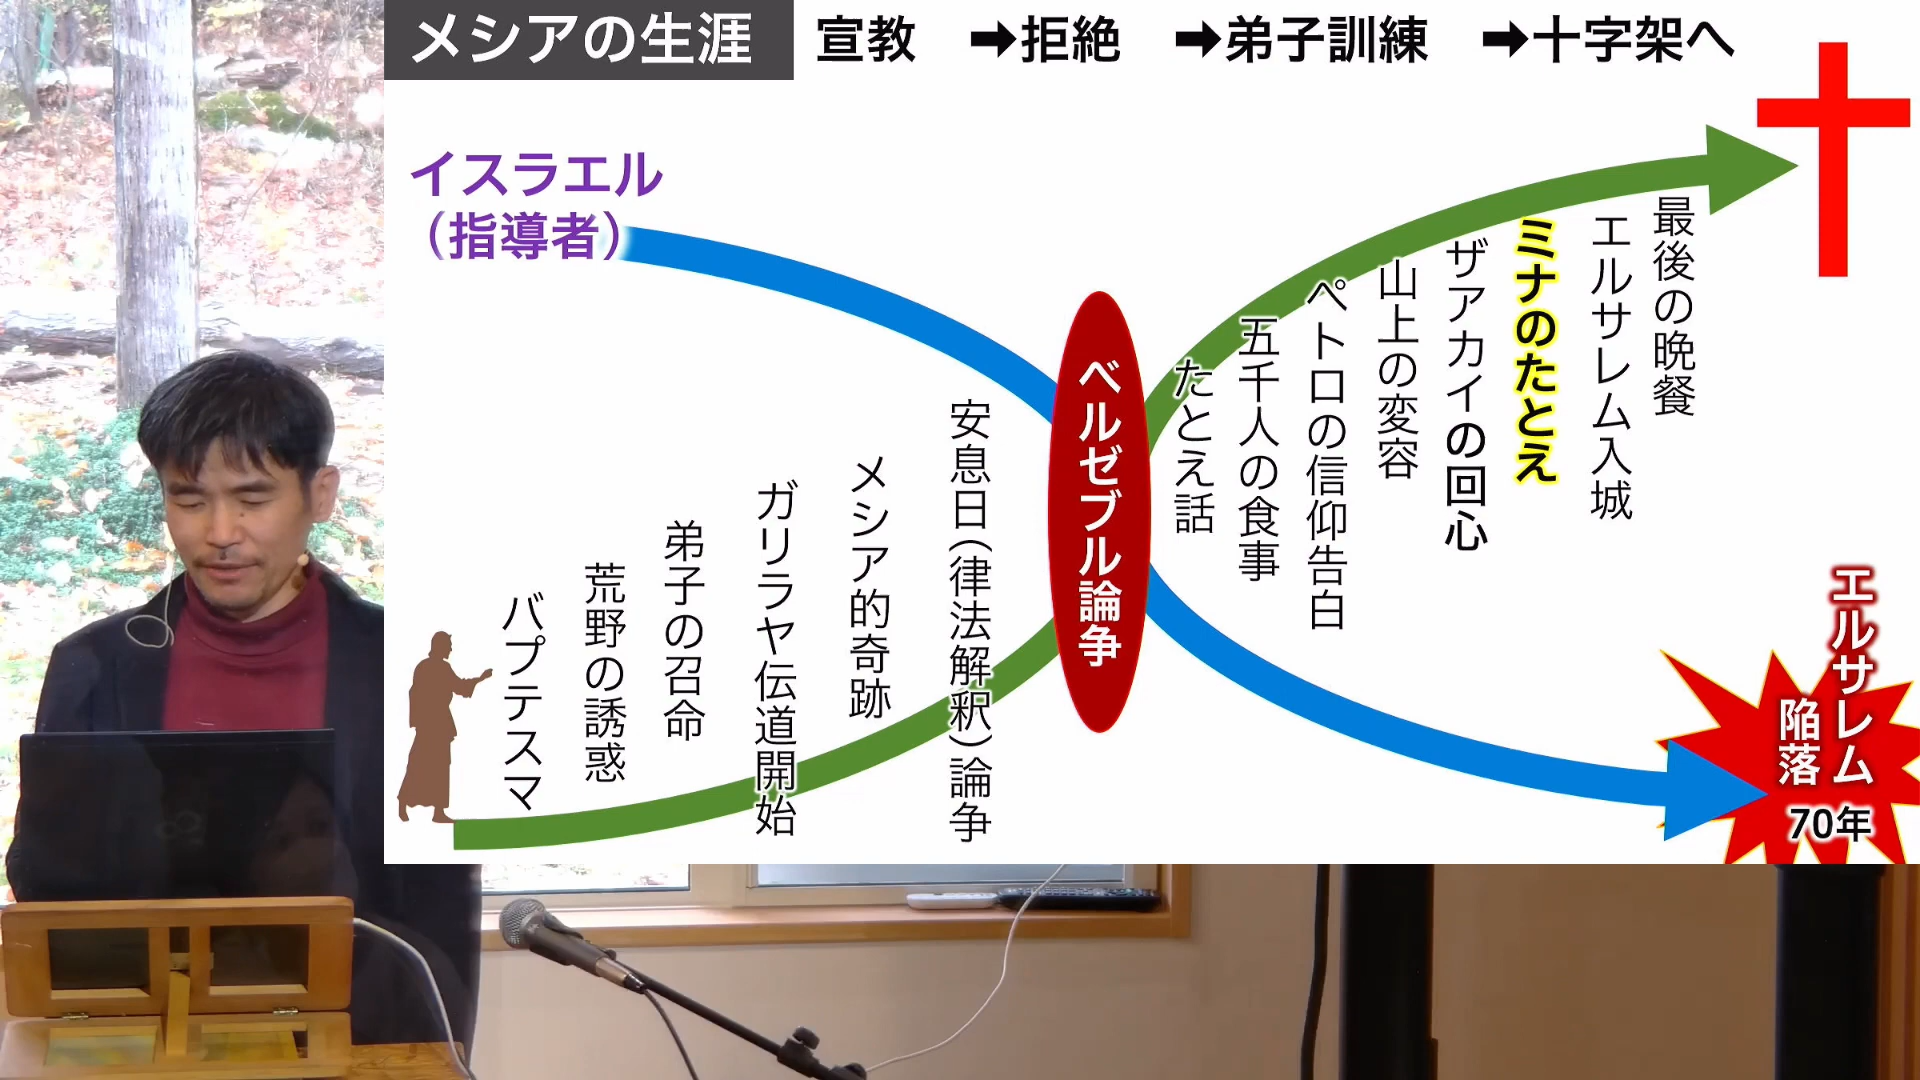 メシアの生涯
宣教 ➡拒絶 ➡弟子訓練 ➡十字架へ
イスラエル
（指導者）
バプテスマ
荒野の誘惑
弟子の召命
ガリラヤ伝道開始
メシア的奇跡
安息日（律法解釈）論争
ベルゼブル論争
たとえ話
五千人の食事
ペトロの信仰告白
山上の変容
ザアカイの回心
ミナのたとえ
エルサレム入城
最後の晩餐
エルサレム
陥落
70年